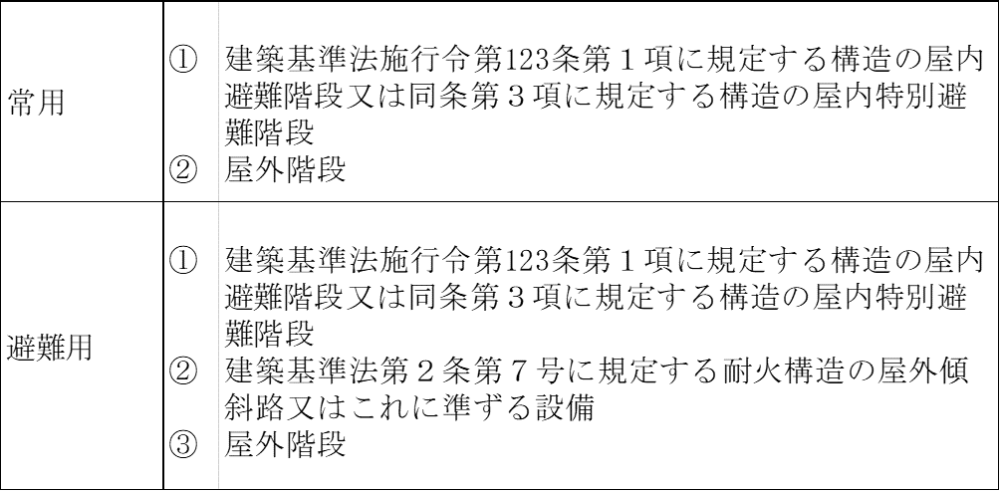 常用
① 建築基準法施行令第123条第１項に規定する構造の屋内
避難階段又は同条第３項に規定する構造の屋内特別避
難階段
② 屋外階段
避難用
① 建築基準法施行令第123条第１項に規定する構造の屋内
避難階段又は同条第３項に規定する構造の屋内特別避
難階段
② 建築基準法第２条第７号に規定する耐火構造の屋外傾
斜路又はこれに準ずる設備
③ 屋外階段